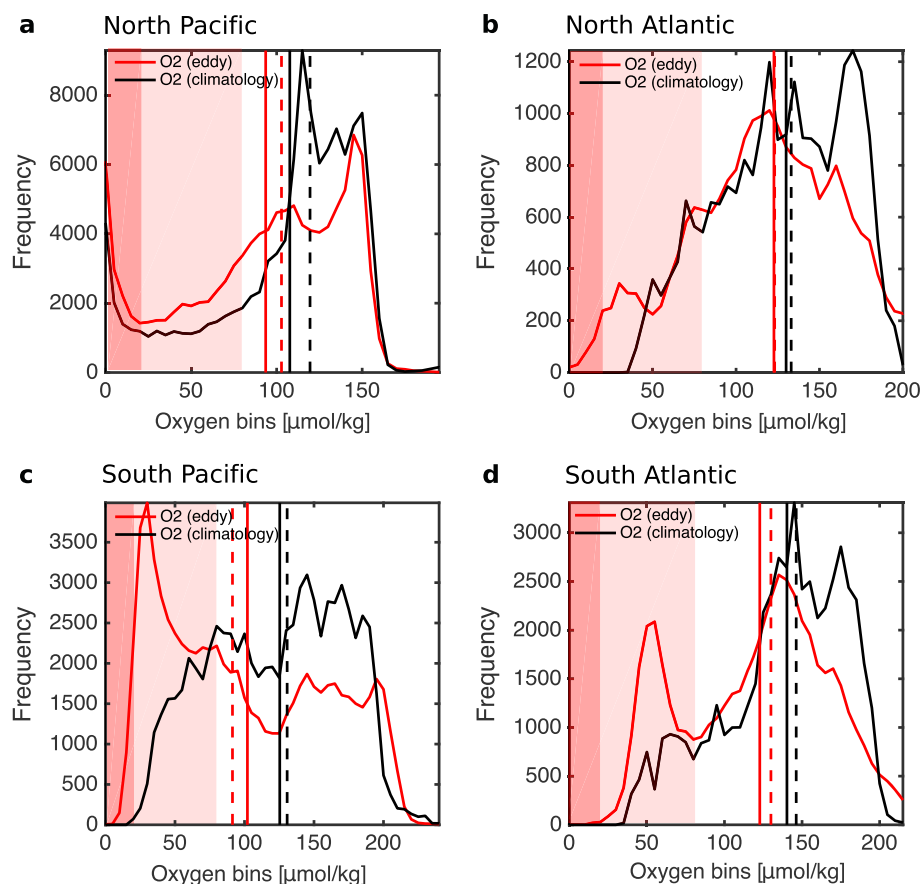 a North Pacific
O2 (eddy)
O2 (climatology)
8000
6000
4000
2000
0
Frequency
0 50 100 150
Oxygen bins [μmol/kg]
b North Atlantic
O2 (eddy)
O2 (climatology)
1200
1000
800
600
400
200
0
Frequency
0 50 100 150 200
Oxygen bins [μmol/kg]
c South Pacific
O2 (eddy)
O2 (climatology)
3500
3000
2500
2000
1500
1000
500
0
Frequency
0 50 100 150 200
Oxygen bins [μmol/kg]
d South Atlantic
O2 (eddy)
O2 (climatology)
3000
2500
2000
1500
1000
500
0
Frequency
0 50 100 150 200
Oxygen bins [μmol/kg]